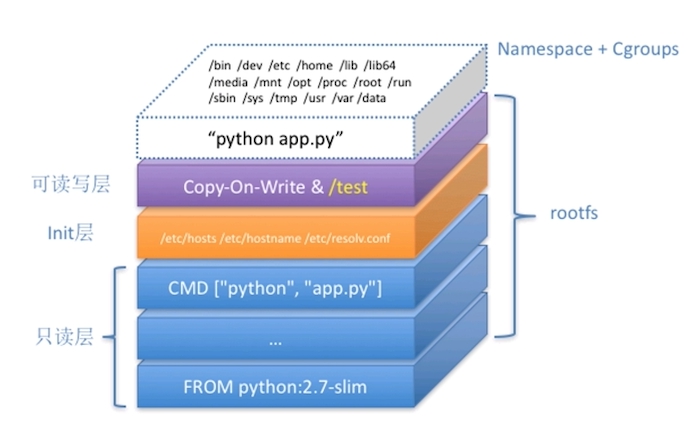 /bin /dev /etc /home /lib /lib64
/media /mnt /opt /proc /root /run
/sbin /sys /tmp /usr /var /data
Namespace + Cgroups
“python app.py”
可读写层
Copy-On-Write & /test
rootfs
Init层
/etc/hosts /etc/hostname /etc/resolv.conf
CMD ["python", "app.py"]
只读层
...
FROM python:2.7-slim